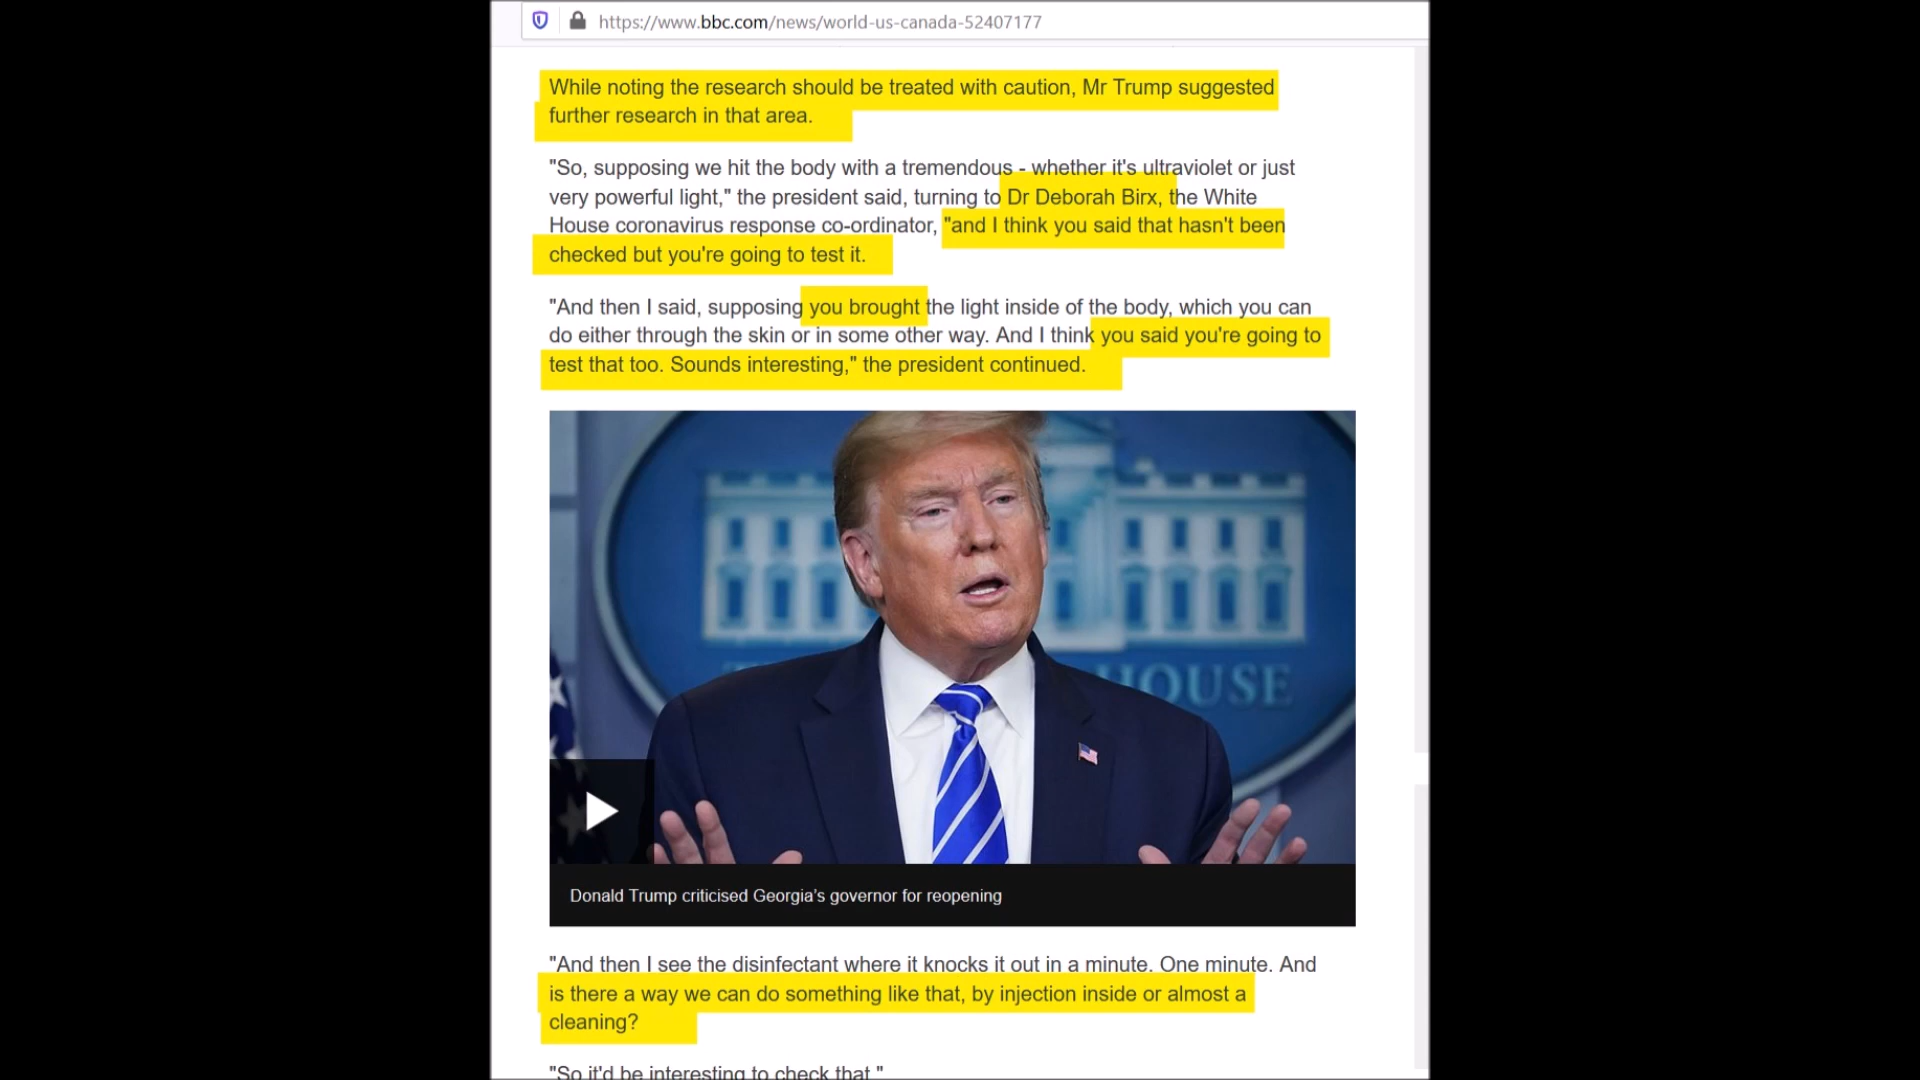 https://www.bbc.com/news/world-us-canada-52407177
While noting the research should be treated with caution, Mr Trump suggested
further research in that area.
"So, supposing we hit the body with a tremendous - whether it's ultraviolet or just
very powerful light," the president said, turning to Dr Deborah Birx, the White
House coronavirus response co-ordinator, "and I think you said that hasn't been
checked but you're going to test it.
"And then I said, supposing you brought the light inside of the body, which you can
do either through the skin or in some other way. And I think you said you're going to
test that too. Sounds interesting," the president continued.
HOUSE
Donald Trump criticised Georgia's governor for reopening
"And then I see the disinfectant where it knocks it out in a minute. One minute. And
is there a way we can do something like that, by injection inside or almost a
cleaning?
"So it'd be interesting to check that."